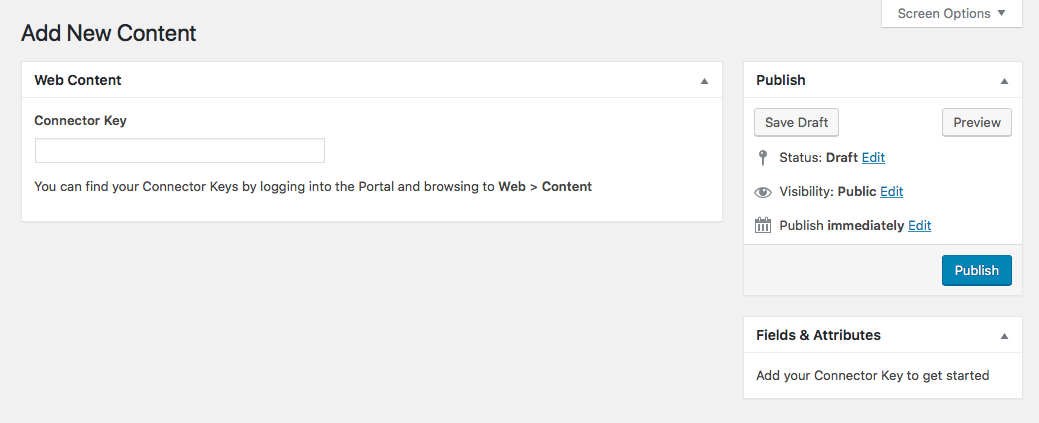 Screen Options
Add New Content
Web Content
Connector Key
You can find your Connector Keys by logging into the Portal and browsing to Web > Content
Publish
Save Draft
Preview
Status: Draft Edit
Visibility: Public Edit
Publish immediately Edit
Publish
Fields & Attributes
Add your Connector Key to get started